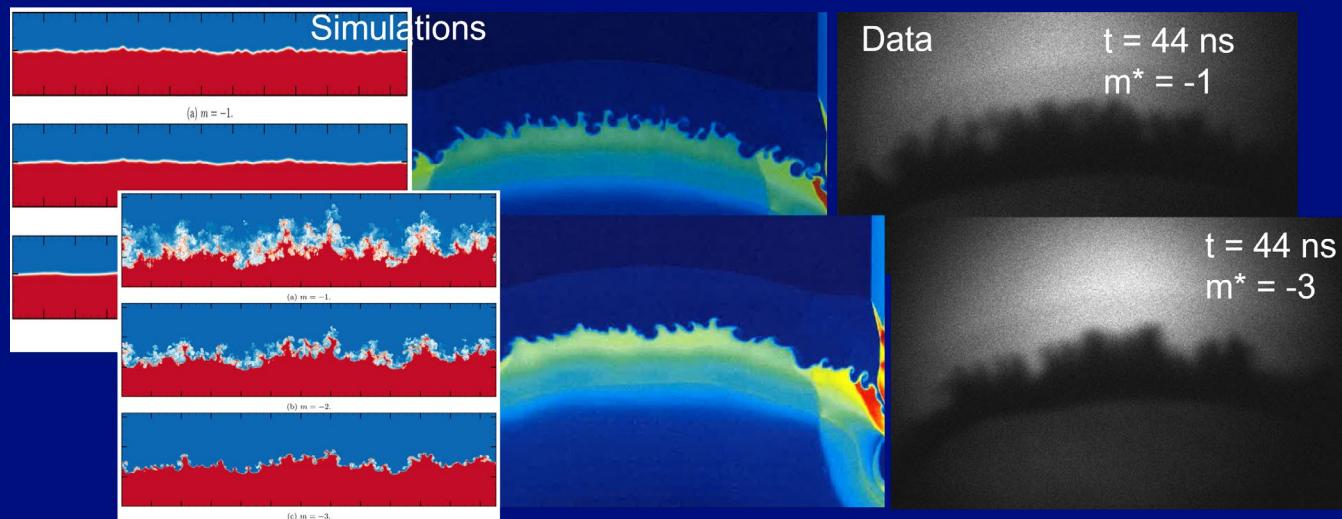 Simulations
Data
t = 44 ns
m* = -1
(a) m = −1.
(a) m = −1.
t = 44 ns
m* = -3
(b) m = −2.
(c) m = −3.